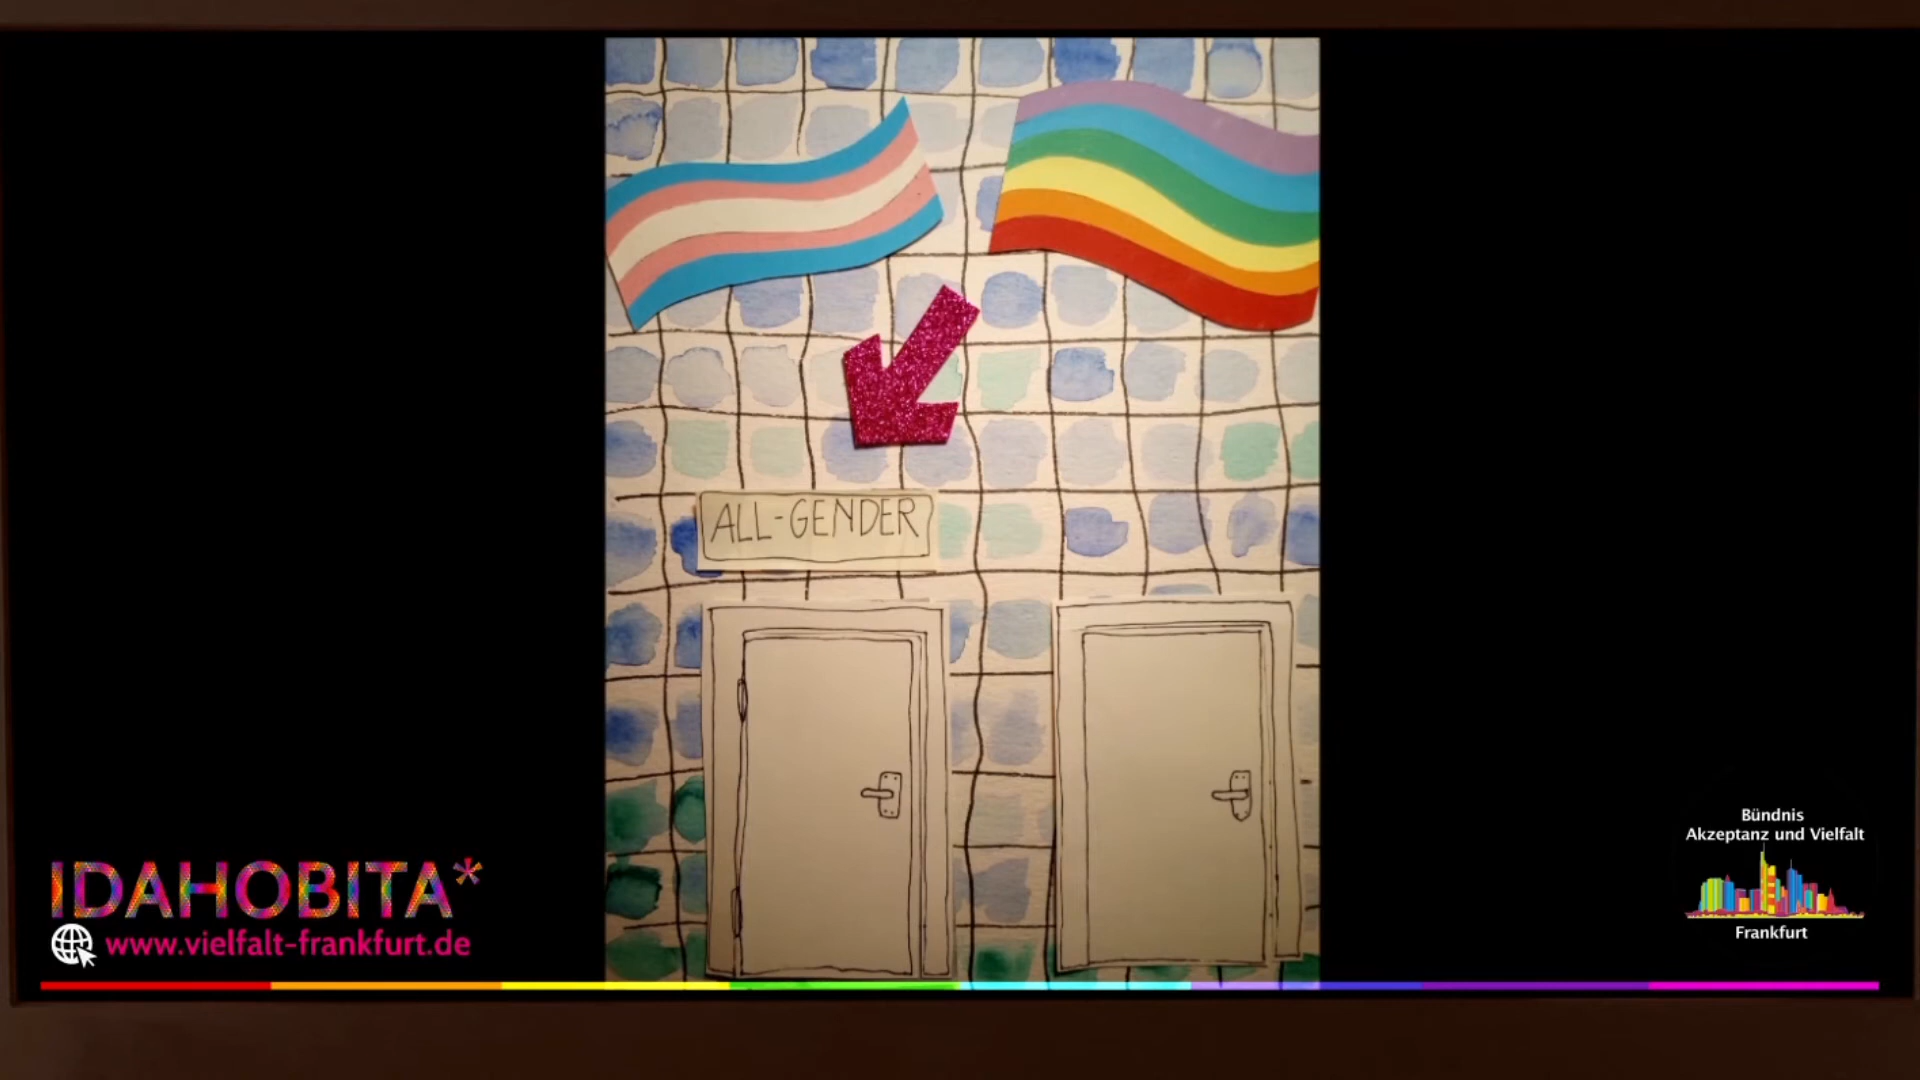 ALL-GENDER
IDAHOBITA*
www.vielfalt-frankfurt.de
Bündnis
Akzeptanz und Vielfalt
Frankfurt